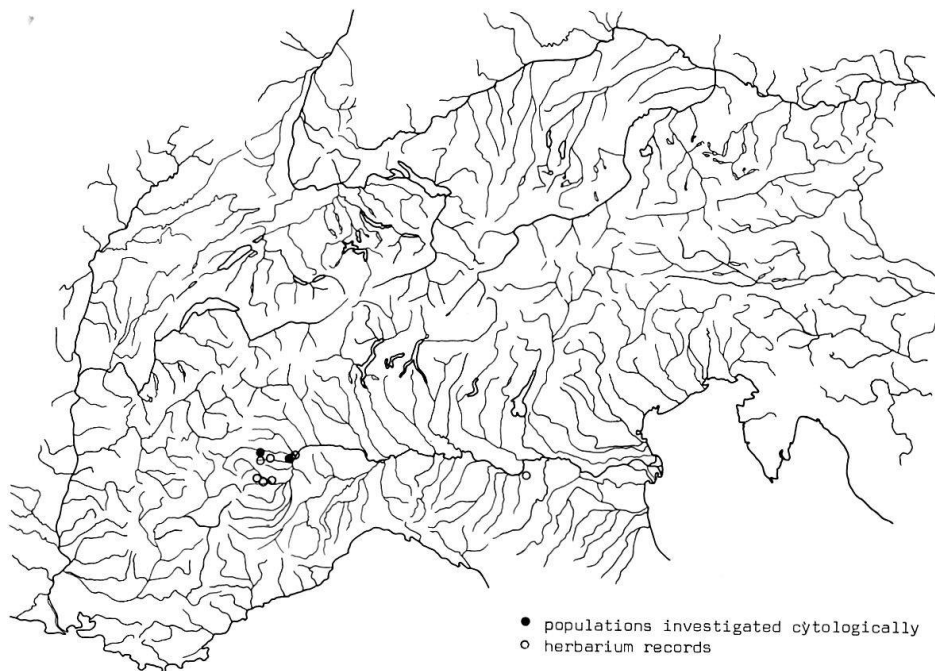 ● populations investigated cytologically
○ herbarium records